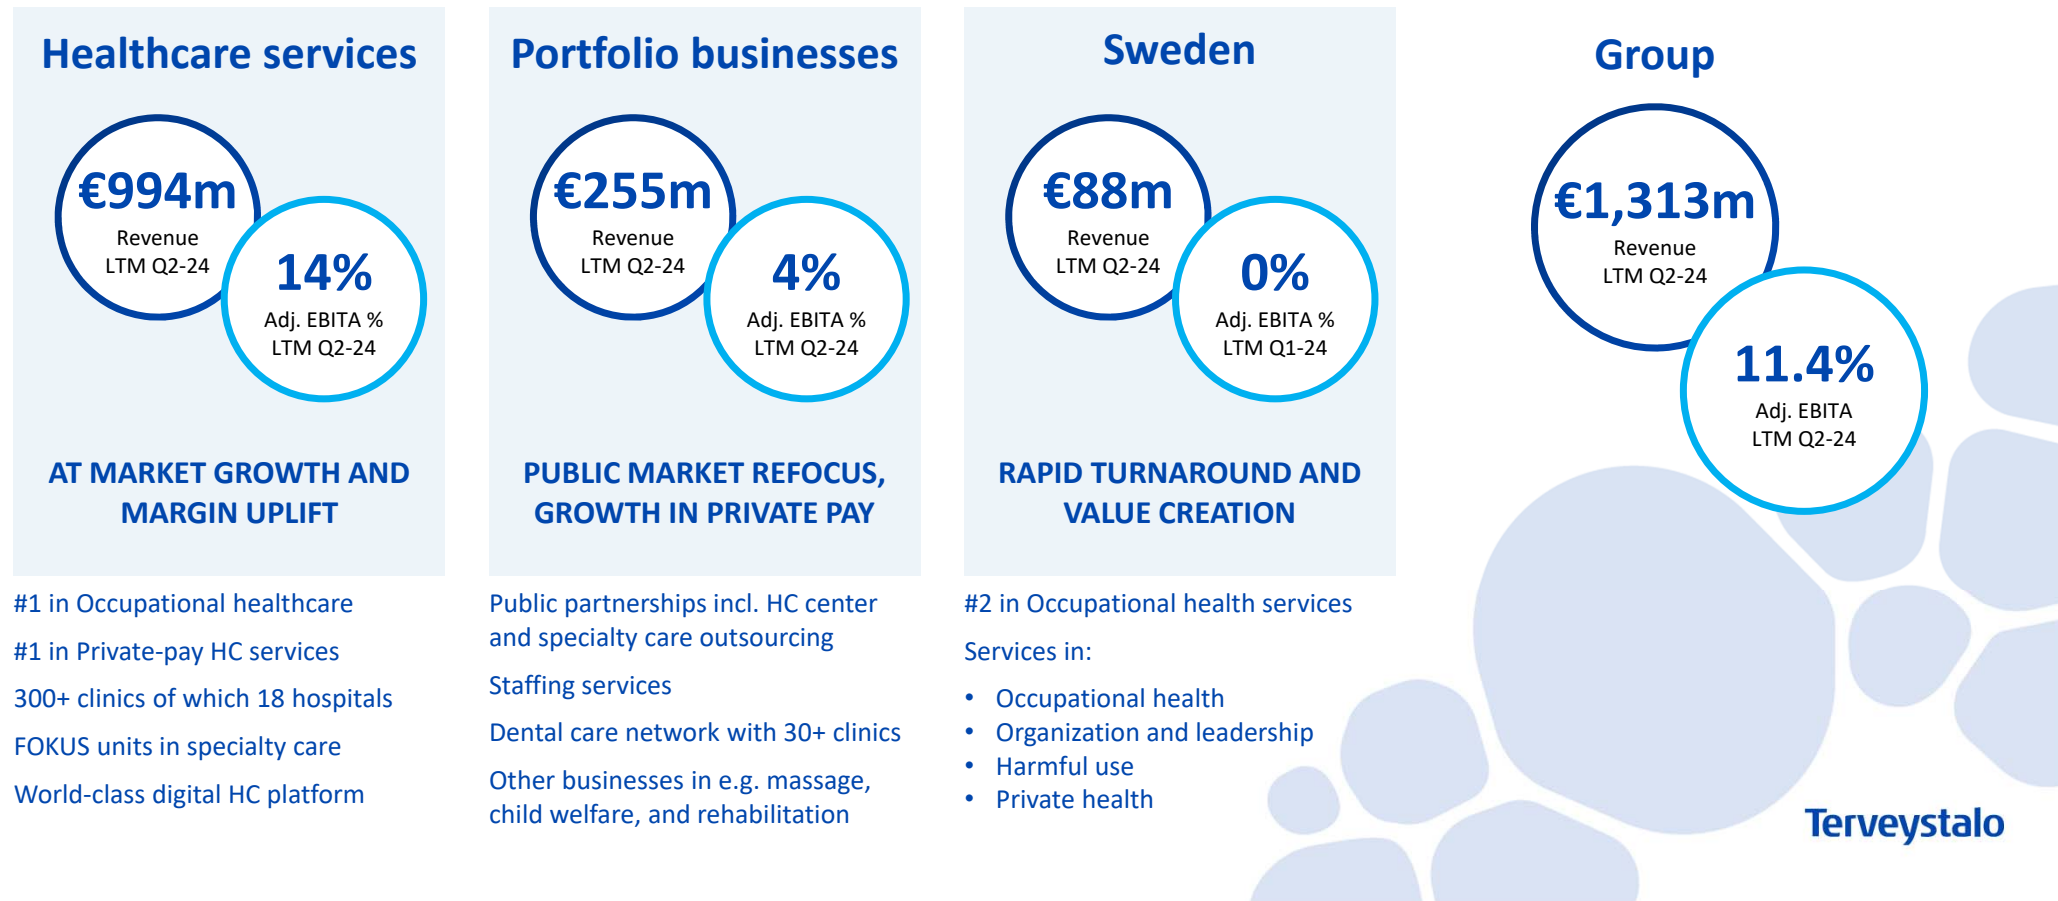 Healthcare services
€994m
Revenue
LTM Q2-24
14%
Adj. EBITA %
LTM Q2-24
AT MARKET GROWTH AND
MARGIN UPLIFT
#1 in Occupational healthcare
#1 in Private-pay HC services
300+ clinics of which 18 hospitals
FOKUS units in specialty care
World-class digital HC platform
Portfolio businesses
€255m
Revenue
LTM Q2-24
4%
Adj. EBITA %
LTM Q2-24
PUBLIC MARKET REFOCUS,
GROWTH IN PRIVATE PAY
Public partnerships incl. HC center
and specialty care outsourcing
Staffing services
Dental care network with 30+ clinics
Other businesses in e.g. massage,
child welfare, and rehabilitation
Sweden
€88m
Revenue
LTM Q2-24
0%
Adj. EBITA %
LTM Q1-24
RAPID TURNAROUND AND
VALUE CREATION
#2 in Occupational health services
Services in:
• Occupational health
• Organization and leadership
• Harmful use
• Private health
Group
€1,313m
Revenue
LTM Q2-24
11.4%
Adj. EBITA
LTM Q2-24
Terveystalo